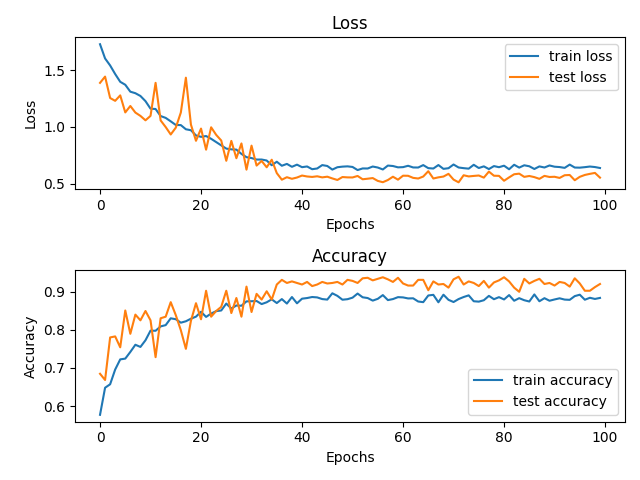 Loss
1.5
1.0
0.5
Loss
train loss
test loss
0 20 40 60 80 100
Epochs
Accuracy
0.9
0.8
0.7
0.6
Accuracy
train accuracy
test accuracy
0 20 40 60 80 100
Epochs